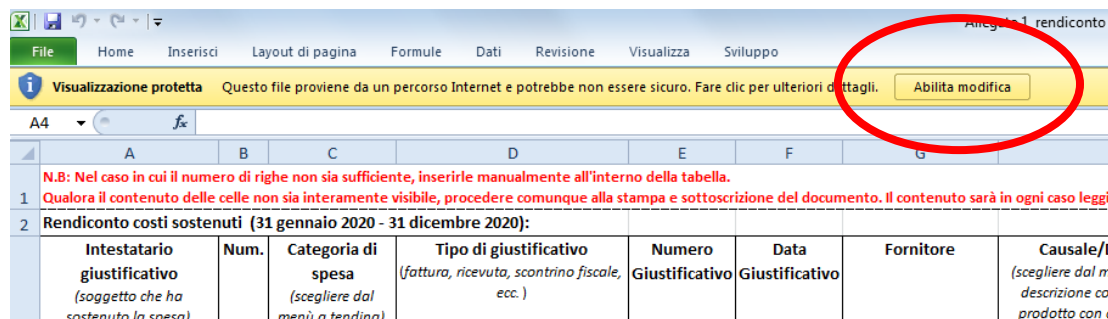 Allegato 1_rendiconto
File Home Inserisci Layout di pagina Formule Dati Revisione Visualizza Sviluppo
Visualizzazione protetta Questo file proviene da un percorso Internet e potrebbe non essere sicuro. Fare clic per ulteriori dettagli. Abilita modifica
A4 fx
A B C D E F G
1 N.B: Nel caso in cui il numero di righe non sia sufficiente, inserirle manualmente all'interno della tabella.
Qualora il contenuto delle celle non sia interamente visibile, procedere comunque alla stampa e sottoscrizione del documento. Il contenuto sarà in ogni caso leggi
2 Rendiconto costi sostenuti (31 gennaio 2020 - 31 dicembre 2020):
Intestatario Num. Categoria di Tipo di giustificativo Numero Data Fornitore Causale/
giustificativo spesa (fattura, ricevuta, scontrino fiscale, Giustificativo Giustificativo (scegliere dal m
(soggetto che ha (scegliere dal ecc. ) descrizione co
sostenuto la spesa) menù a tendina) prodotto con